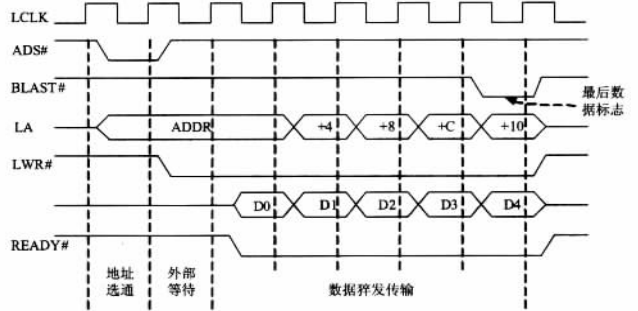 LCLK
ADS#
BLAST#
最后数
据标志
LA ADDR +4 +8 +C +10
LWR#
D0 D1 D2 D3 D4
READY#
地址
选通
外部
等待
数据猝发传输